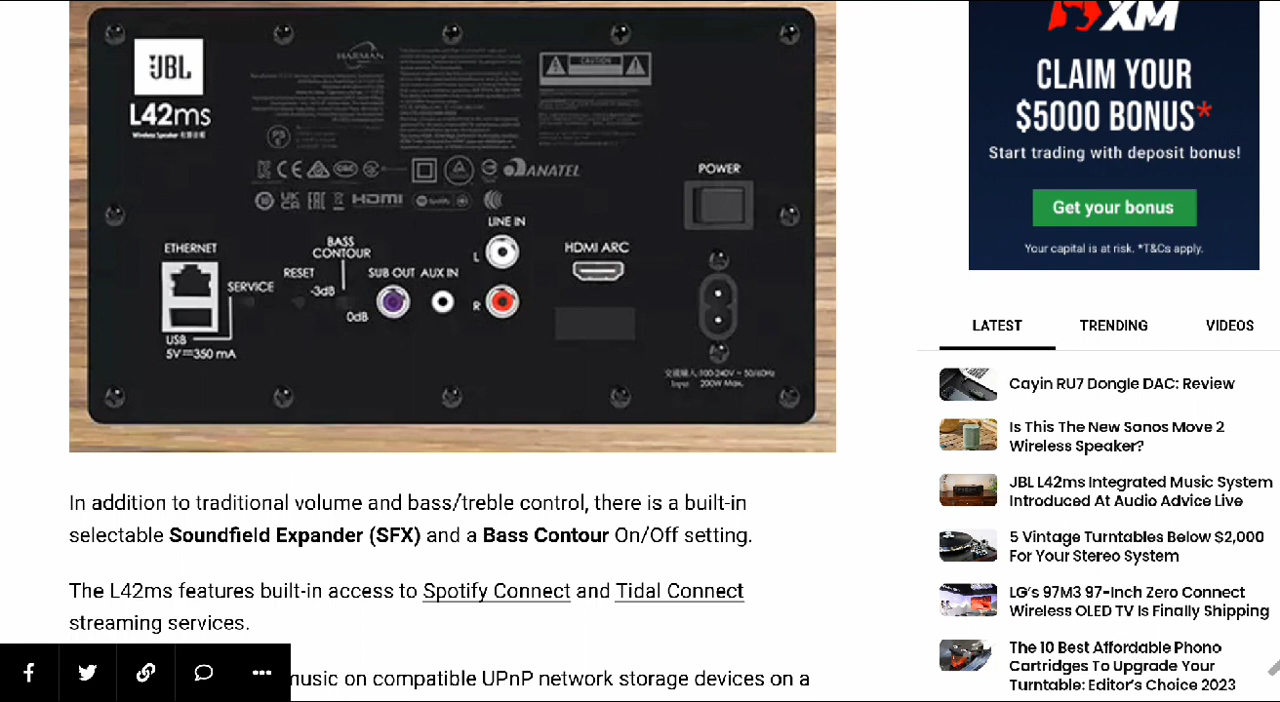 JBL
L42ms
HARMAN
CAUTION
ANATEL
HDMI
POWER
LINE IN
L
R
ETHERNET
BASS
CONTOUR
HDMI ARC
RESET
SERVICE
-3dB
SUB OUT
AUX IN
0dB
USB
5V⎓350 mA
100-240V ~ 50/60Hz
Input 200W Max.
In addition to traditional volume and bass/treble control, there is a built-in
selectable Soundfield Expander (SFX) and a Bass Contour On/Off setting.
The L42ms features built-in access to Spotify Connect and Tidal Connect
streaming services.
music on compatible UPnP network storage devices on a
XM
CLAIM YOUR
$5000 BONUS*
Start trading with deposit bonus!
Get your bonus
Your capital is at risk. *T&Cs apply.
LATEST
TRENDING
VIDEOS
Cayin RU7 Dongle DAC: Review
Is This The New Sonos Move 2
Wireless Speaker?
JBL L42ms Integrated Music System
Introduced At Audio Advice Live
5 Vintage Turntables Below $2,000
For Your Stereo System
LG's 97M3 97-Inch Zero Connect
Wireless OLED TV Is Finally Shipping
The 10 Best Affordable Phono
Cartridges To Upgrade Your
Turntable: Editor's Choice 2023